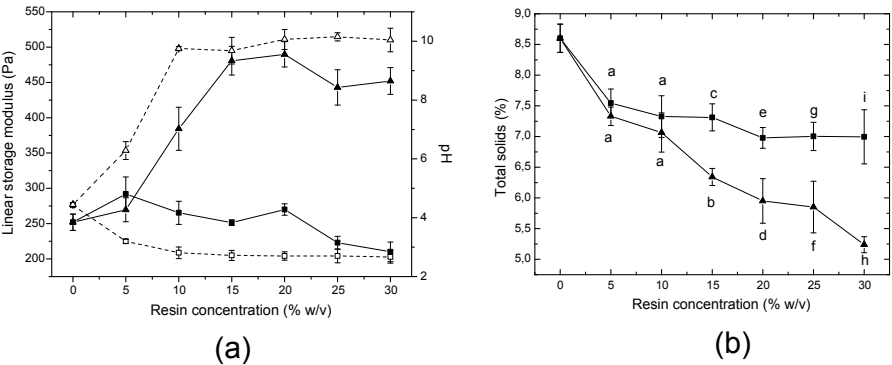 550
500
450
400
350
300
250
200
Linear storage modulus (Pa)
10
8
6
4
2
pH
0 5 10 15 20 25 30
Resin concentration (% w/v)
(a)
9,0
8,5
8,0
7,5
7,0
6,5
6,0
5,5
5,0
Total solids (%)
a a c e g i
a a b d f h
0 5 10 15 20 25 30
Resin concentration (% w/v)
(b)